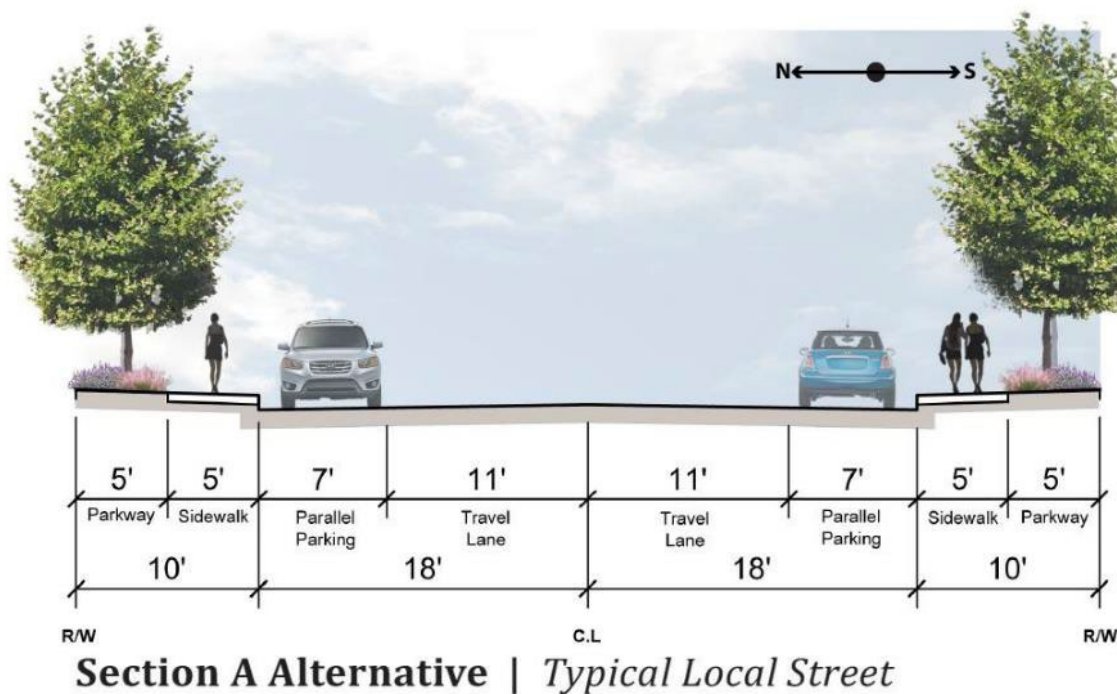 N S
5' 5' 7' 11' 11' 7' 5' 5'
Parkway Sidewalk Parallel Parking Travel Lane Travel Lane Parallel Parking Sidewalk Parkway
10' 18' 18' 10'
R/W C.L R/W
Section A Alternative | Typical Local Street